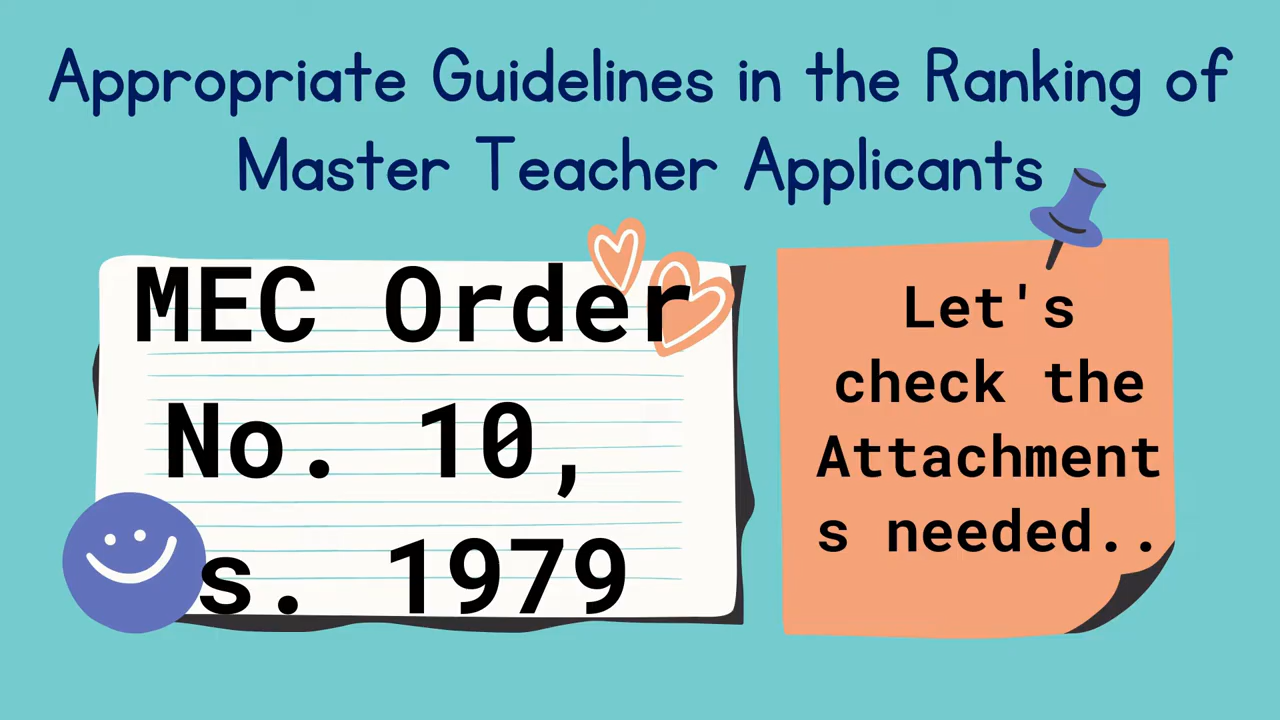 Appropriate Guidelines in the Ranking of
Master Teacher Applicants
MEC Order
No. 10,
s. 1979
Let's
check the
Attachment
s needed..